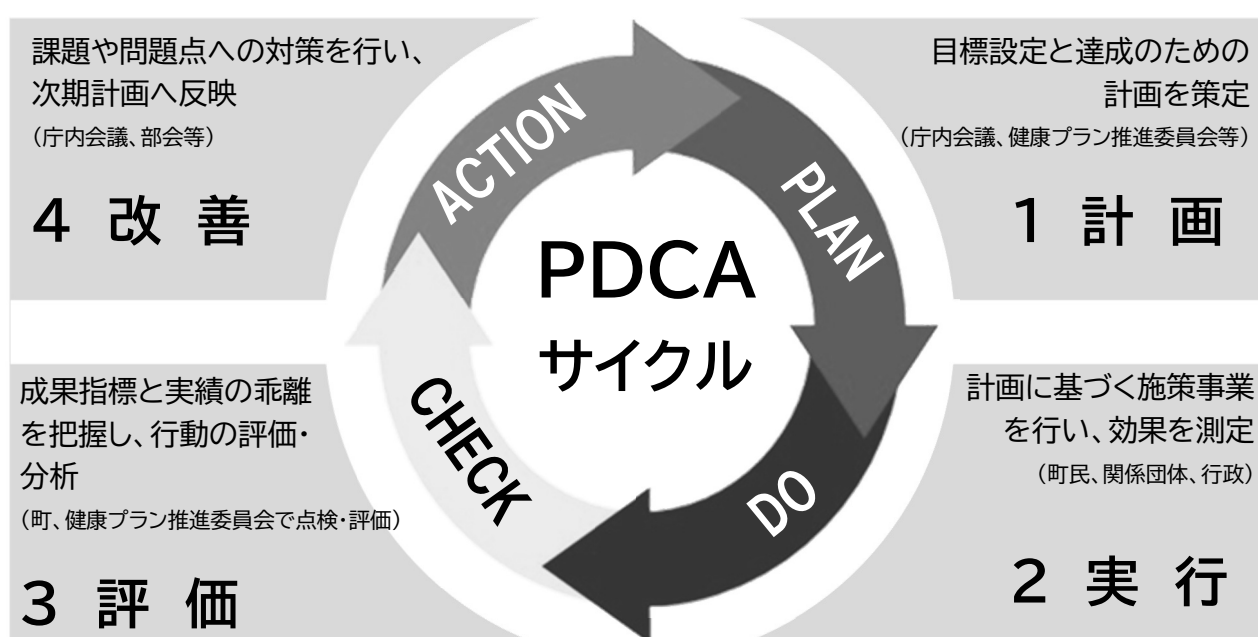 課題や問題点への対策を行い、
次期計画へ反映
（庁内会議、部会等）
4 改 善
目標設定と達成のための
計画を策定
（庁内会議、健康プラン推進委員会等）
1 計 画
ACTION
PLAN
PDCA
サイクル
CHECK
DO
成果指標と実績の乖離
を把握し、行動の評価・
分析
（町、健康プラン推進委員会で点検・評価）
3 評 価
計画に基づく施策事業
を行い、効果を測定
（町民、関係団体、行政）
2 実 行